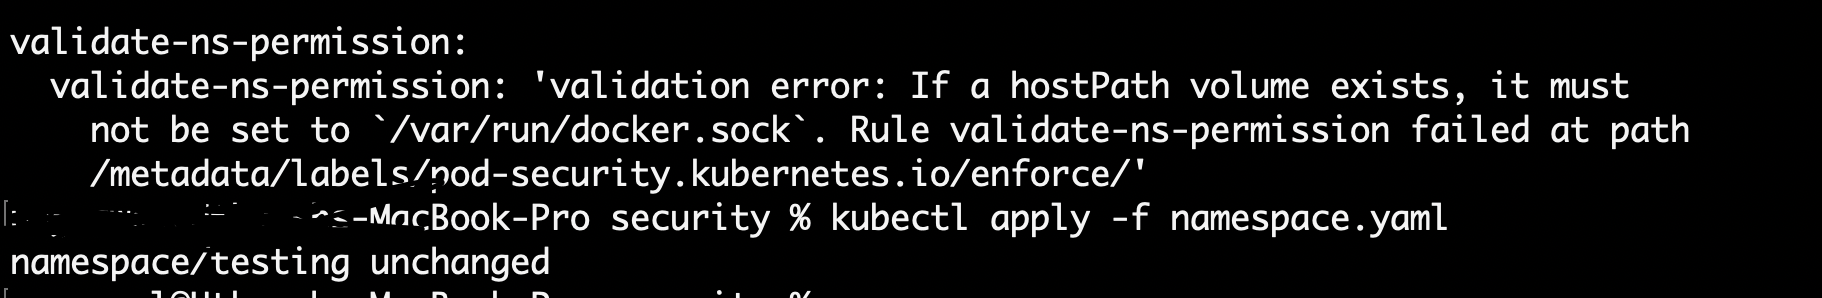 validate-ns-permission:
validate-ns-permission: 'validation error: If a hostPath volume exists, it must
not be set to `/var/run/docker.sock`. Rule validate-ns-permission failed at path
/metadata/labels/pod-security.kubernetes.io/enforce/'
-MacBook-Pro security % kubectl apply -f namespace.yaml
namespace/testing unchanged